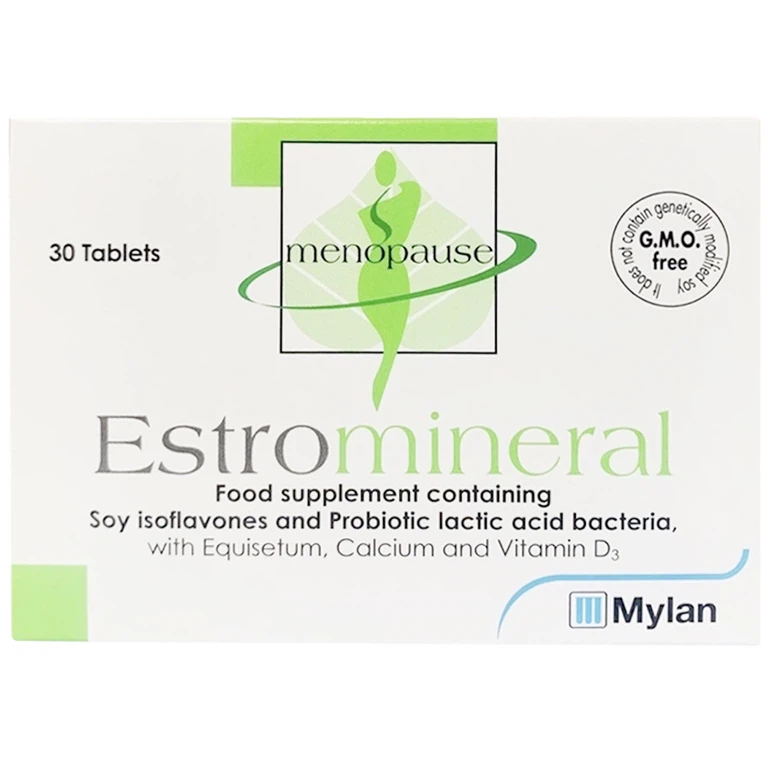 menopause
30 Tablets
It does not contain genetically modified soy
G.M.O.
free
Estromineral
Food supplement containing
Soy isoflavones and Probiotic lactic acid bacteria,
with Equisetum, Calcium and Vitamin D₃
Mylan